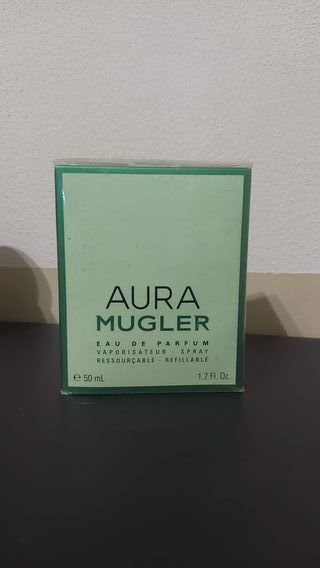 AURA
MUGLER
EAU DE PARFUM
VAPORISATEUR - SPRAY
RESSOURÇABLE - REFILLABLE
℮ 50 mL 1.7 Fl. Oz.